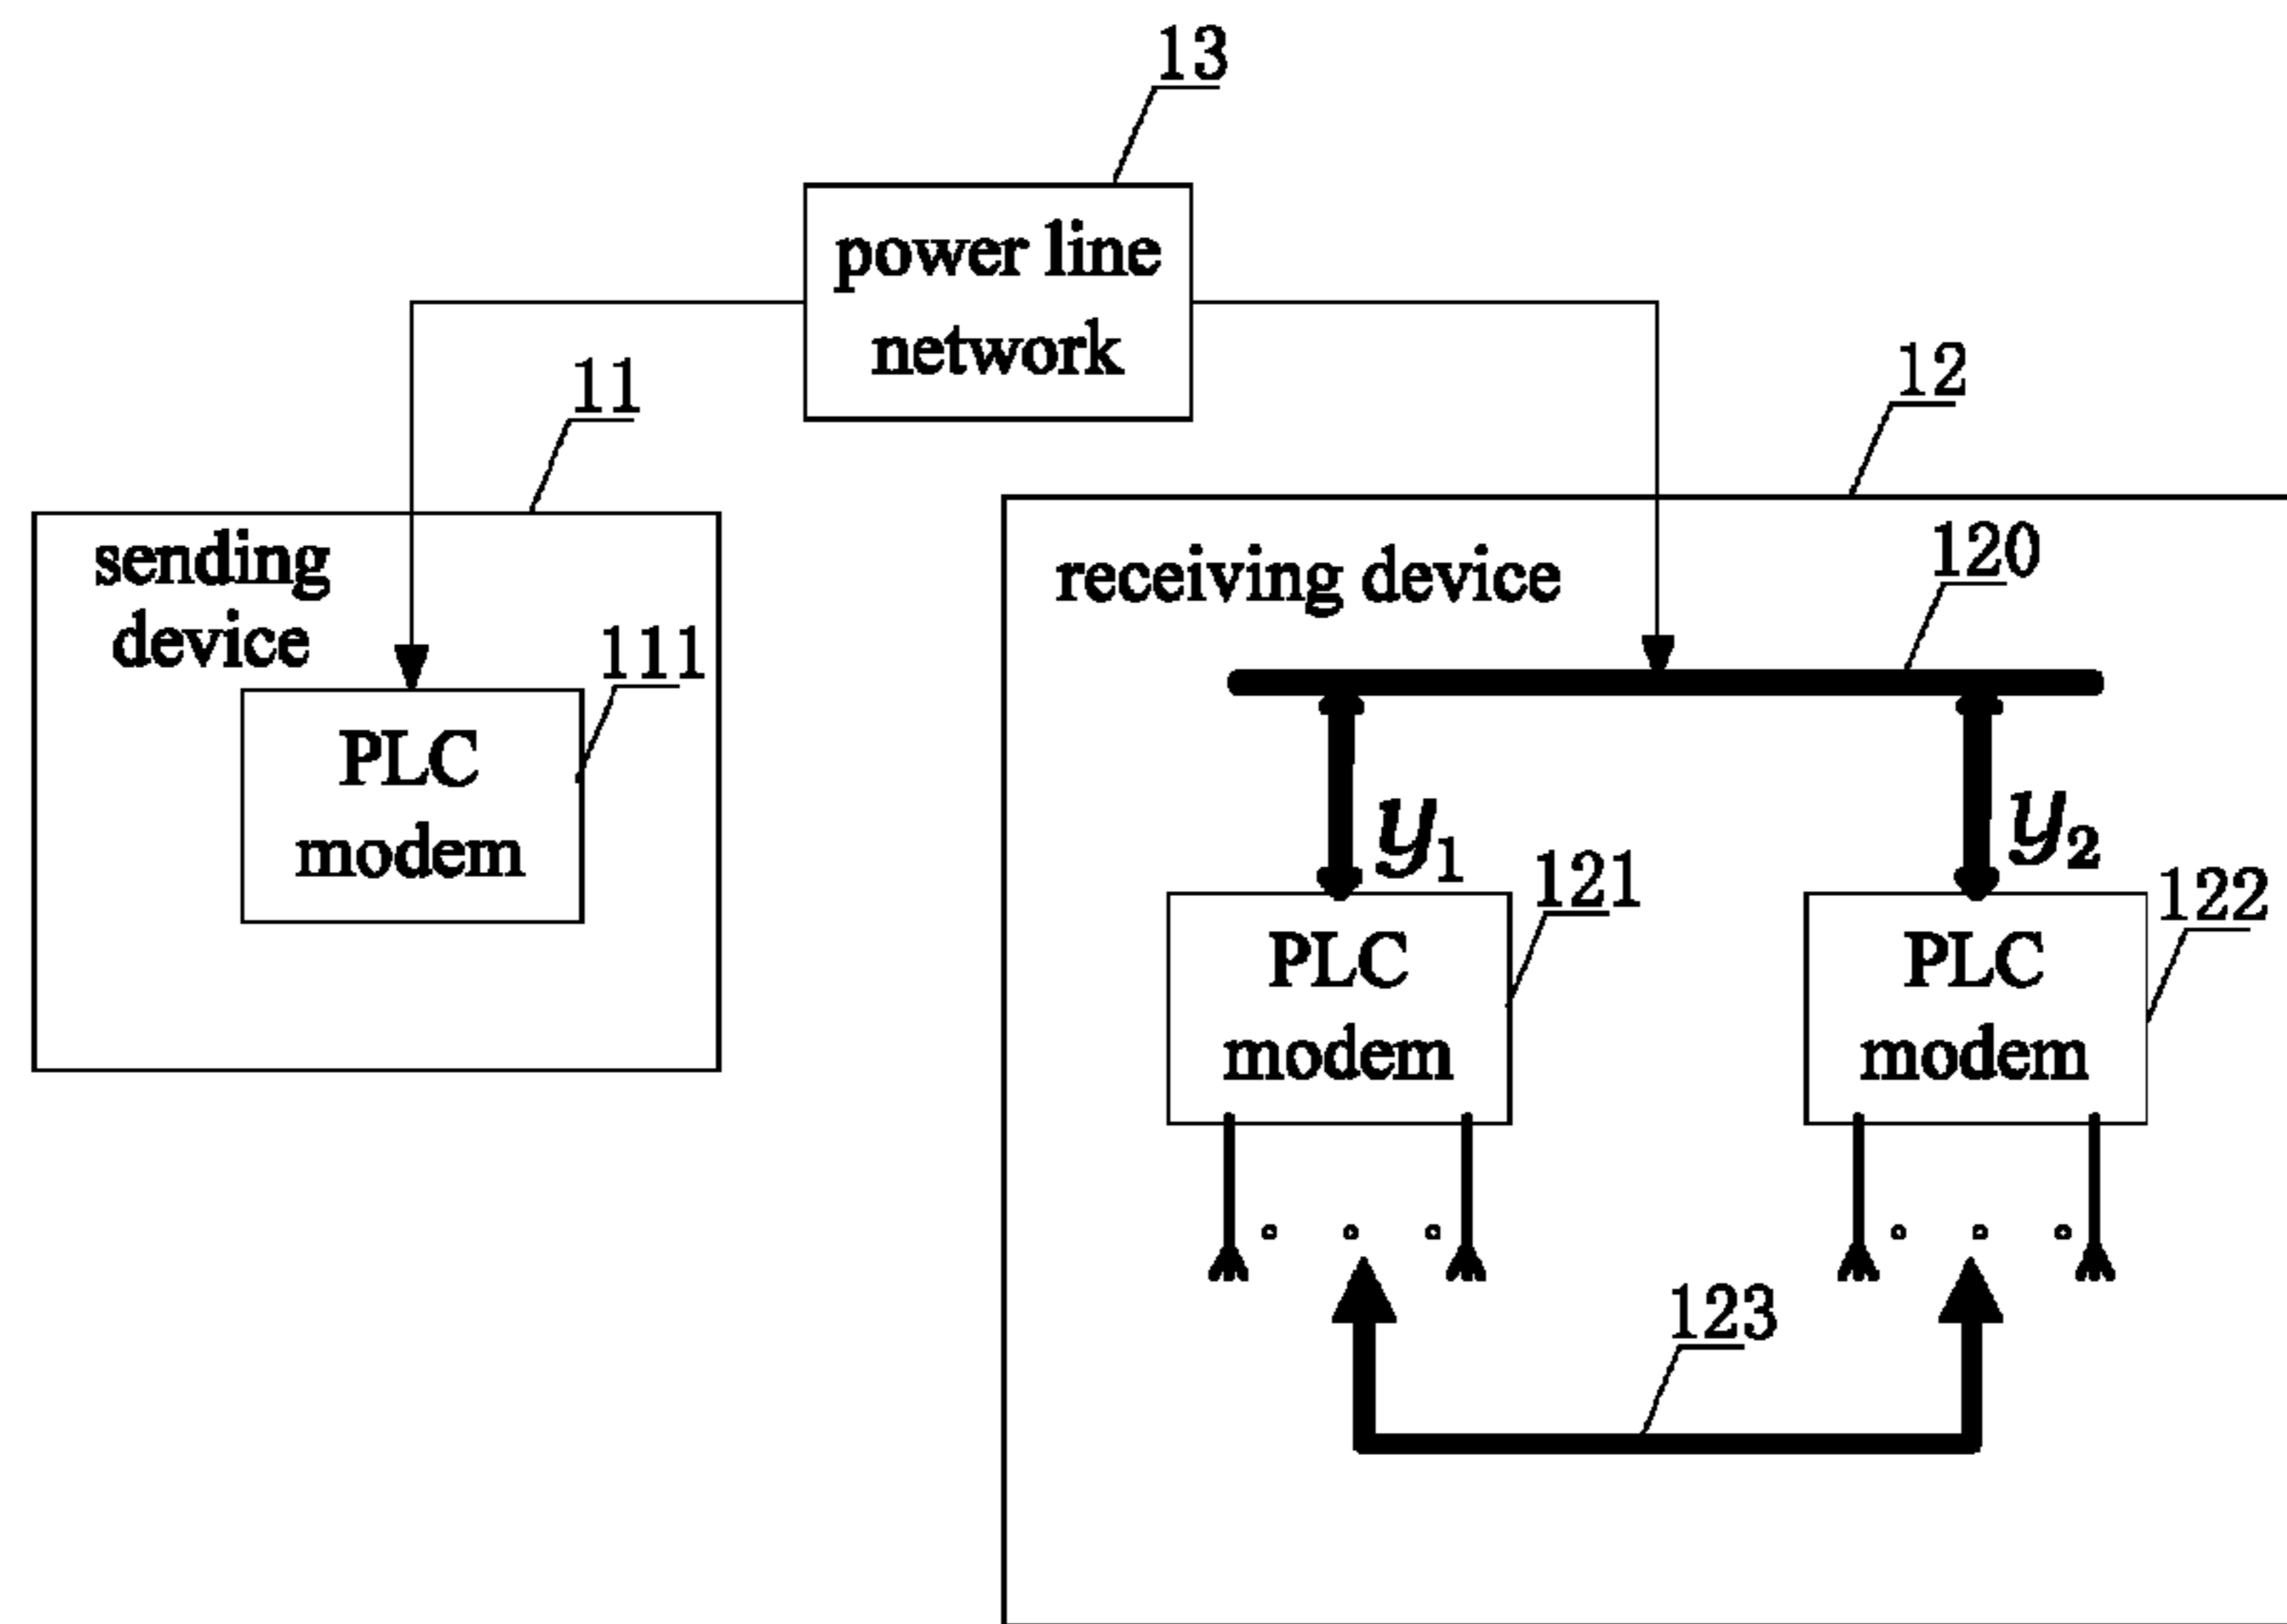 13
power line
network
11
12
sending
device
receiving device
120
111
PLC
modem
y₁
y₂
121
122
PLC
modem
PLC
modem
123